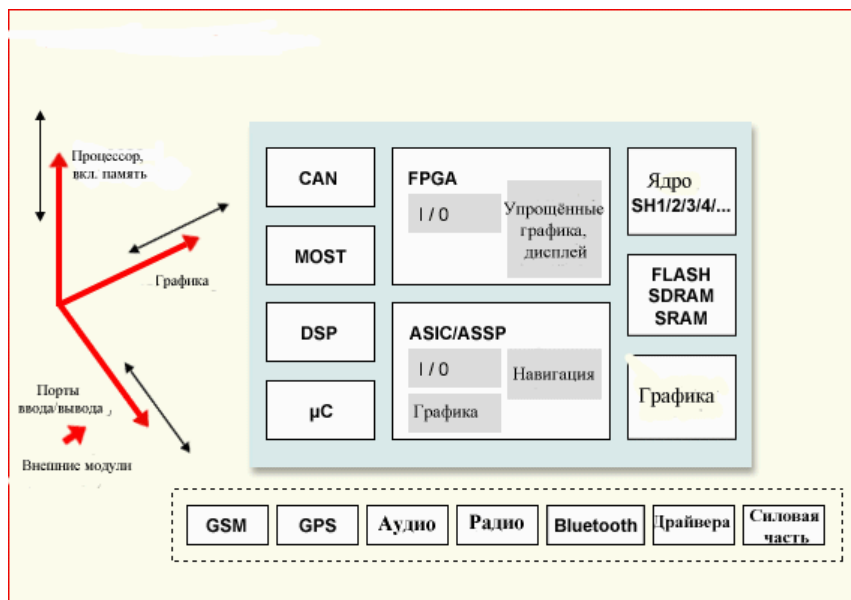 Процессор,
вкл. память
Графика
Порты
ввода/вывода
Внешние модули
CAN
MOST
DSP
µC
FPGA
I / 0
Упрощённые
графика,
дисплей
ASIC/ASSP
I / 0
Навигация
Графика
Ядро
SH1/2/3/4/...
FLASH
SDRAM
SRAM
Графика
GSM
GPS
Аудио
Радио
Bluetooth
Драйвера
Силовая
часть